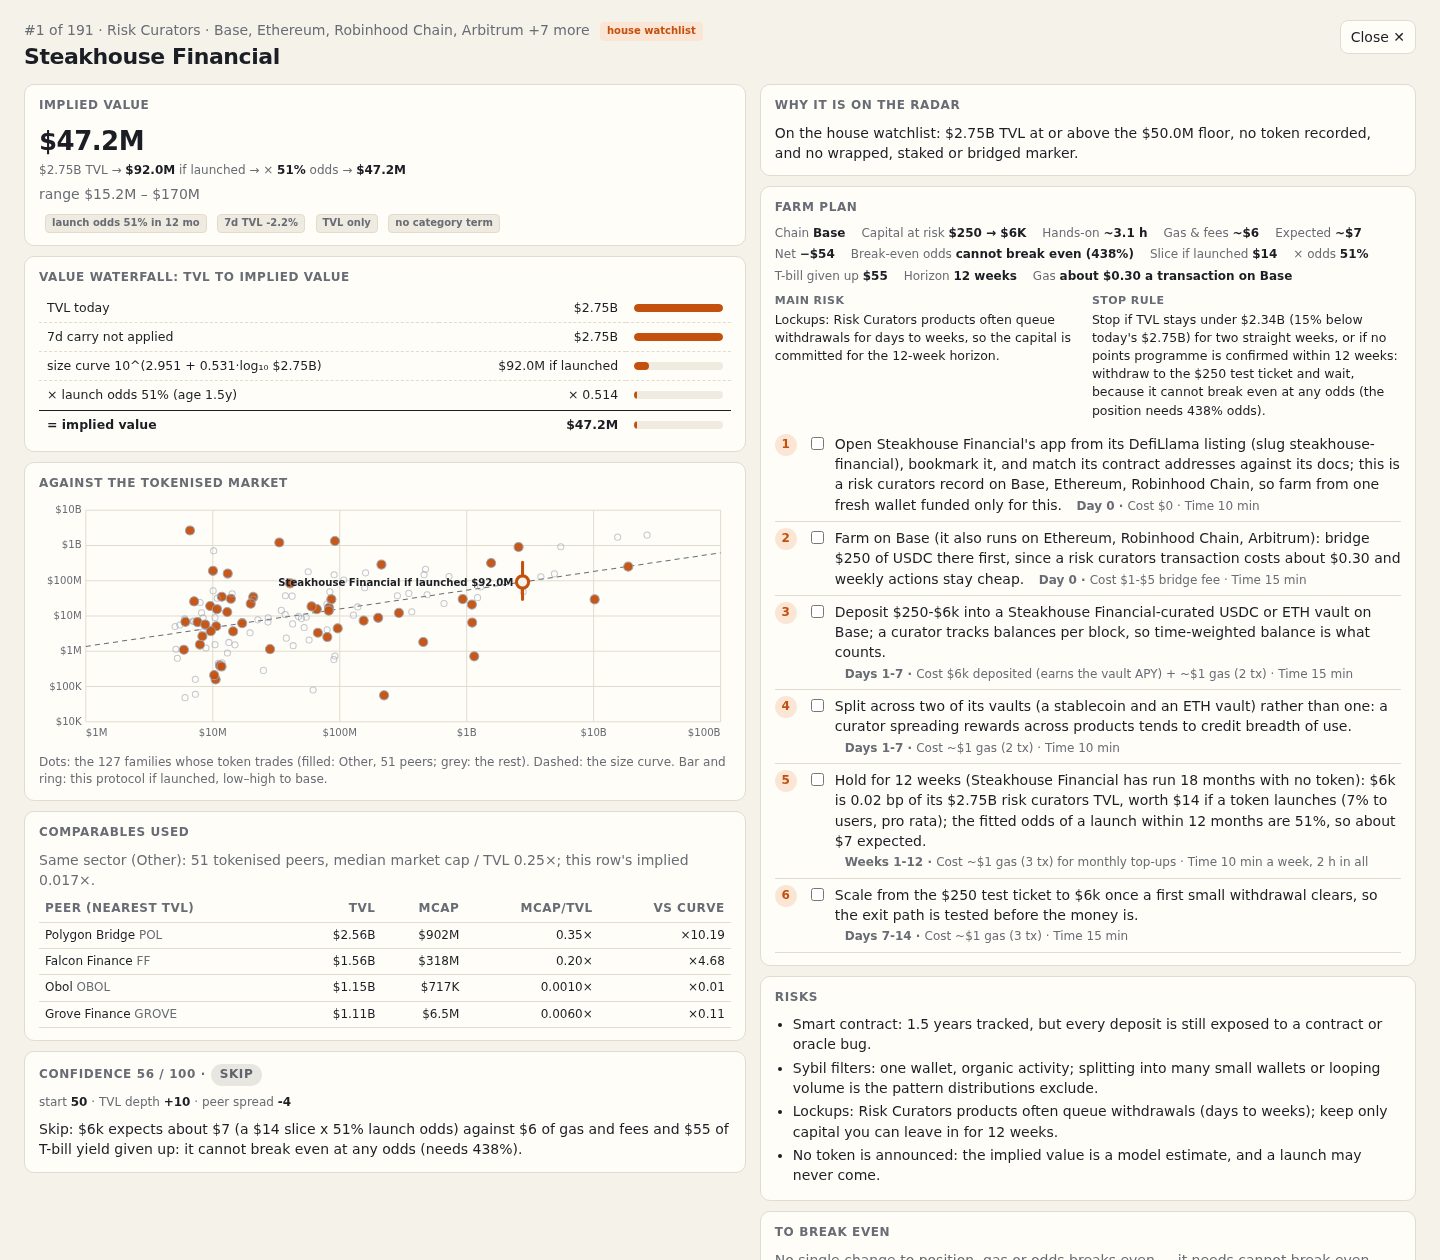 #1 of 191 · Risk Curators · Base, Ethereum, Robinhood Chain, Arbitrum +7 more house watchlist
Steakhouse Financial
Close ✕
IMPLIED VALUE
$47.2M
$2.75B TVL → $92.0M if launched → × 51% odds → $47.2M
range $15.2M – $170M
launch odds 51% in 12 mo 7d TVL -2.2% TVL only no category term
VALUE WATERFALL: TVL TO IMPLIED VALUE
TVL today $2.75B
7d carry not applied $2.75B
size curve 10^(2.951 + 0.531·log₁₀ $2.75B) $92.0M if launched
× launch odds 51% (age 1.5y) × 0.514
= implied value $47.2M
AGAINST THE TOKENISED MARKET
$10B
$1B
$100M
$10M
$1M
$100K
$10K
Steakhouse Financial if launched $92.0M
$1M $10M $100M $1B $10B $100B
Dots: the 127 families whose token trades (filled: Other, 51 peers; grey: the rest). Dashed: the size curve. Bar and
ring: this protocol if launched, low–high to base.
COMPARABLES USED
Same sector (Other): 51 tokenised peers, median market cap / TVL 0.25×; this row's implied
0.017×.
PEER (NEAREST TVL) TVL MCAP MCAP/TVL VS CURVE
Polygon Bridge POL $2.56B $902M 0.35× ×10.19
Falcon Finance FF $1.56B $318M 0.20× ×4.68
Obol OBOL $1.15B $717K 0.0010× ×0.01
Grove Finance GROVE $1.11B $6.5M 0.0060× ×0.11
CONFIDENCE 56 / 100 · SKIP
start 50 · TVL depth +10 · peer spread -4
Skip: $6k expects about $7 (a $14 slice x 51% launch odds) against $6 of gas and fees and $55 of
T-bill yield given up: it cannot break even at any odds (needs 438%).
WHY IT IS ON THE RADAR
On the house watchlist: $2.75B TVL at or above the $50.0M floor, no token recorded,
and no wrapped, staked or bridged marker.
FARM PLAN
Chain Base Capital at risk $250 → $6K Hands-on ~3.1 h Gas & fees ~$6 Expected ~$7
Net −$54 Break-even odds cannot break even (438%) Slice if launched $14 × odds 51%
T-bill given up $55 Horizon 12 weeks Gas about $0.30 a transaction on Base
MAIN RISK
Lockups: Risk Curators products often queue
withdrawals for days to weeks, so the capital is
committed for the 12-week horizon.
STOP RULE
Stop if TVL stays under $2.34B (15% below
today's $2.75B) for two straight weeks, or if no
points programme is confirmed within 12 weeks:
withdraw to the $250 test ticket and wait,
because it cannot break even at any odds (the
position needs 438% odds).
1 Open Steakhouse Financial's app from its DefiLlama listing (slug steakhouse-
financial), bookmark it, and match its contract addresses against its docs; this is
a risk curators record on Base, Ethereum, Robinhood Chain, so farm from one
fresh wallet funded only for this. Day 0 · Cost $0 · Time 10 min
2 Farm on Base (it also runs on Ethereum, Robinhood Chain, Arbitrum): bridge
$250 of USDC there first, since a risk curators transaction costs about $0.30 and
weekly actions stay cheap. Day 0 · Cost $1-$5 bridge fee · Time 15 min
3 Deposit $250-$6k into a Steakhouse Financial-curated USDC or ETH vault on
Base; a curator tracks balances per block, so time-weighted balance is what
counts.
Days 1-7 · Cost $6k deposited (earns the vault APY) + ~$1 gas (2 tx) · Time 15 min
4 Split across two of its vaults (a stablecoin and an ETH vault) rather than one: a
curator spreading rewards across products tends to credit breadth of use.
Days 1-7 · Cost ~$1 gas (2 tx) · Time 10 min
5 Hold for 12 weeks (Steakhouse Financial has run 18 months with no token): $6k
is 0.02 bp of its $2.75B risk curators TVL, worth $14 if a token launches (7% to
users, pro rata); the fitted odds of a launch within 12 months are 51%, so about
$7 expected.
Weeks 1-12 · Cost ~$1 gas (3 tx) for monthly top-ups · Time 10 min a week, 2 h in all
6 Scale from the $250 test ticket to $6k once a first small withdrawal clears, so
the exit path is tested before the money is.
Days 7-14 · Cost ~$1 gas (3 tx) · Time 15 min
RISKS
• Smart contract: 1.5 years tracked, but every deposit is still exposed to a contract or
oracle bug.
• Sybil filters: one wallet, organic activity; splitting into many small wallets or looping
volume is the pattern distributions exclude.
• Lockups: Risk Curators products often queue withdrawals (days to weeks); keep only
capital you can leave in for 12 weeks.
• No token is announced: the implied value is a model estimate, and a launch may
never come.
TO BREAK EVEN
No single change to position, gas or odds breaks even — it needs cannot break even